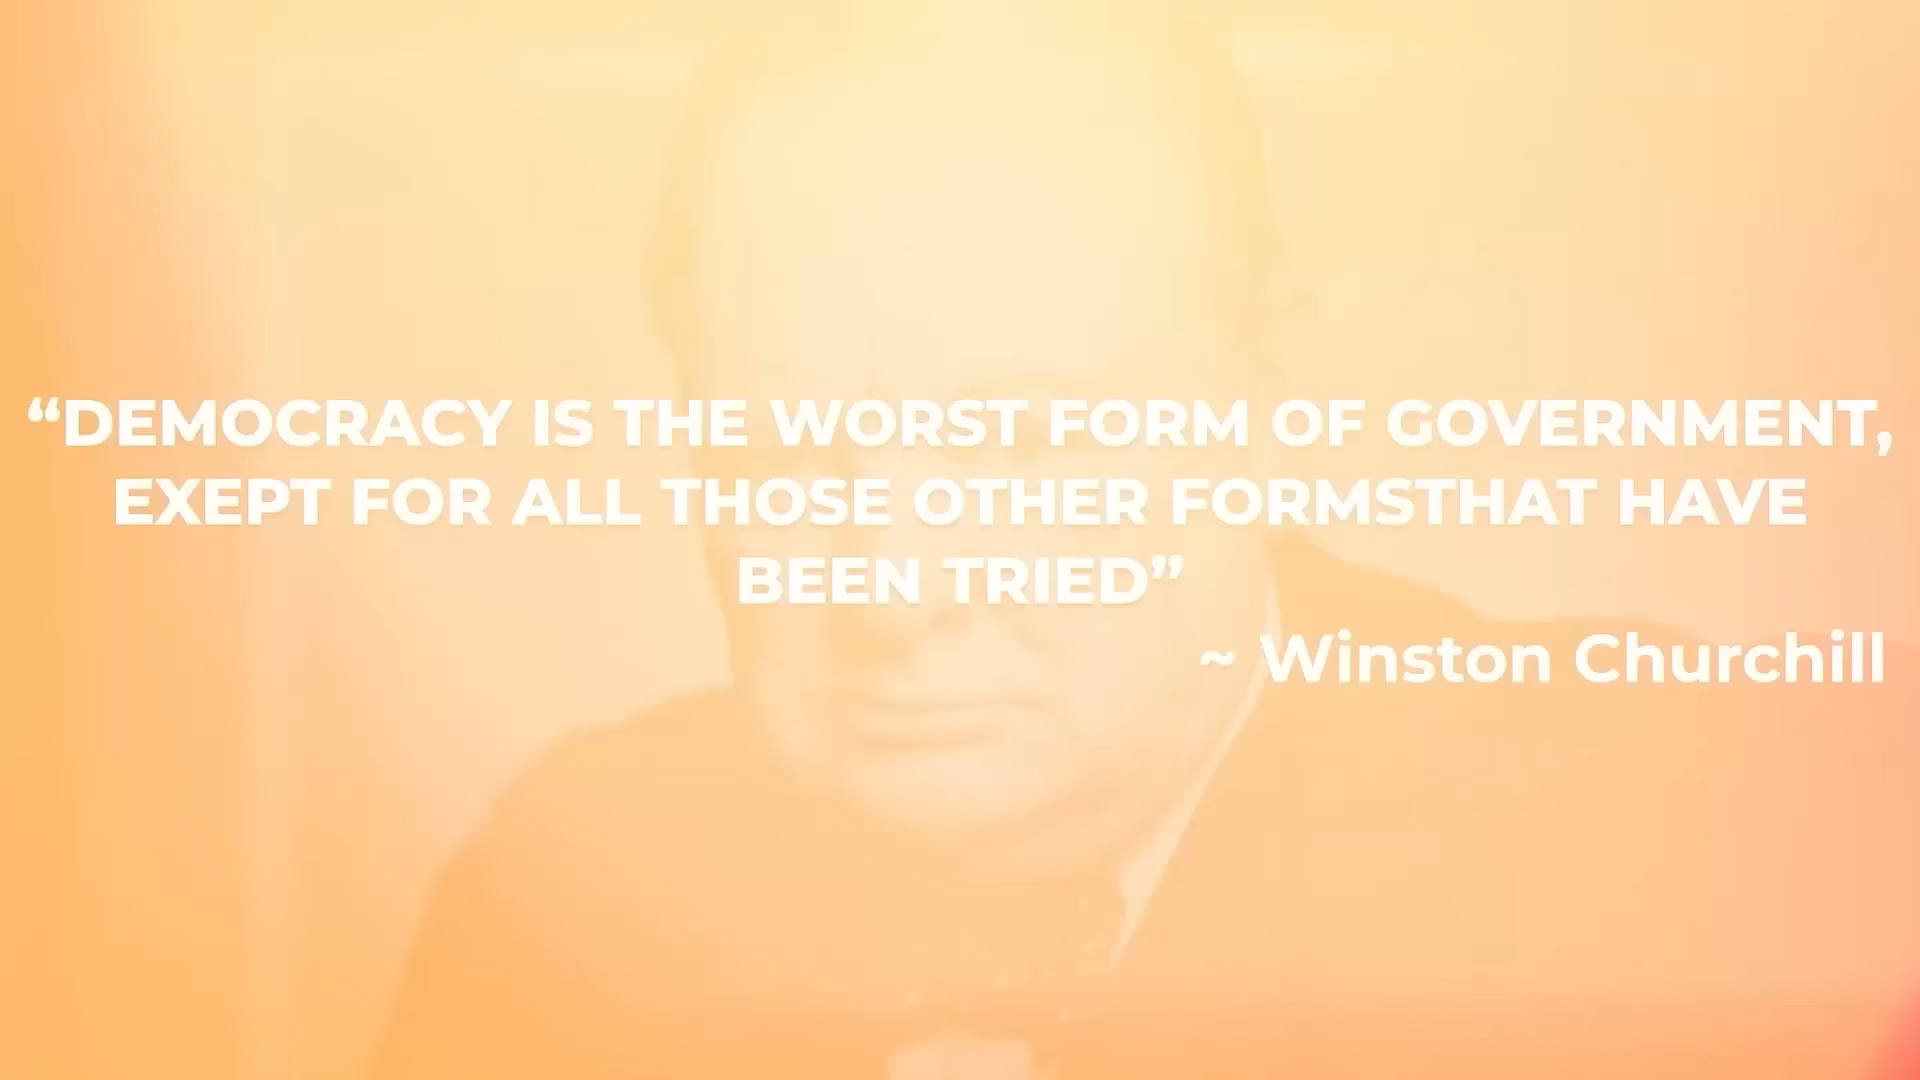 “DEMOCRACY IS THE WORST FORM OF GOVERNMENT,
EXEPT FOR ALL THOSE OTHER FORMSTHAT HAVE
BEEN TRIED”
~ Winston Churchill